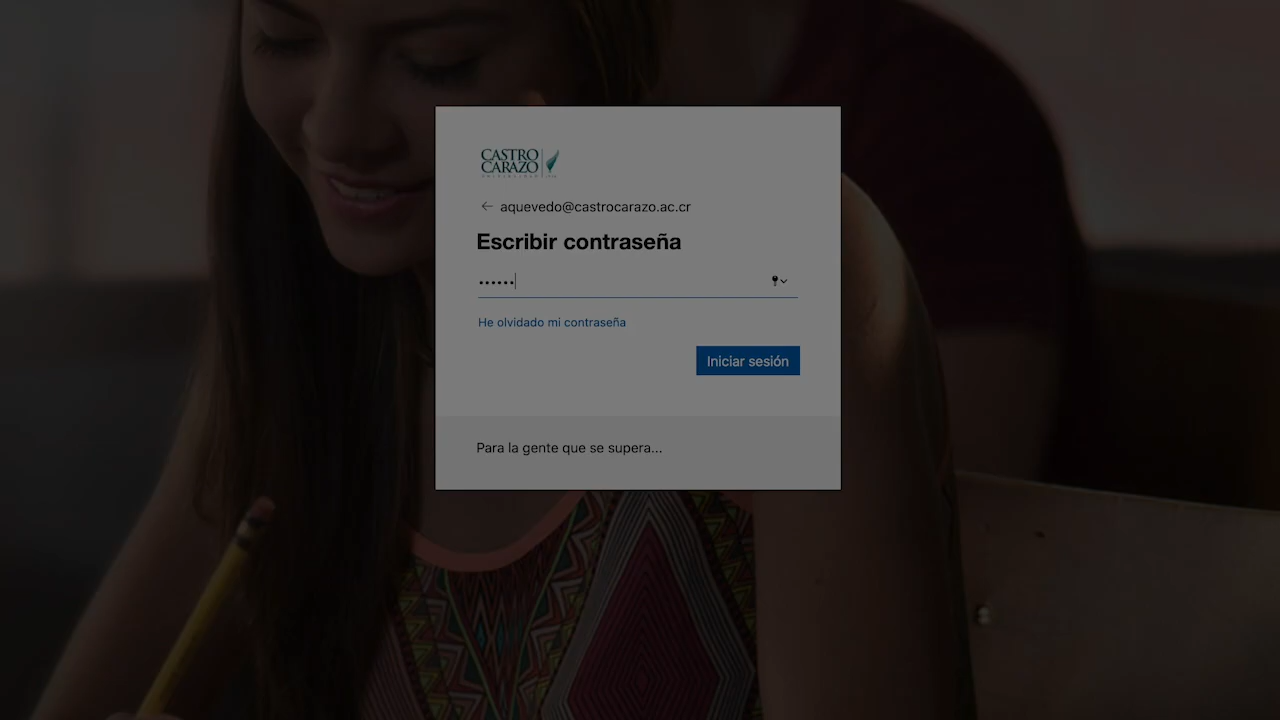 CASTRO
CARAZO
aquevedo@castrocarazo.ac.cr
Escribir contraseña
••••••
He olvidado mi contraseña
Iniciar sesión
Para la gente que se supera...